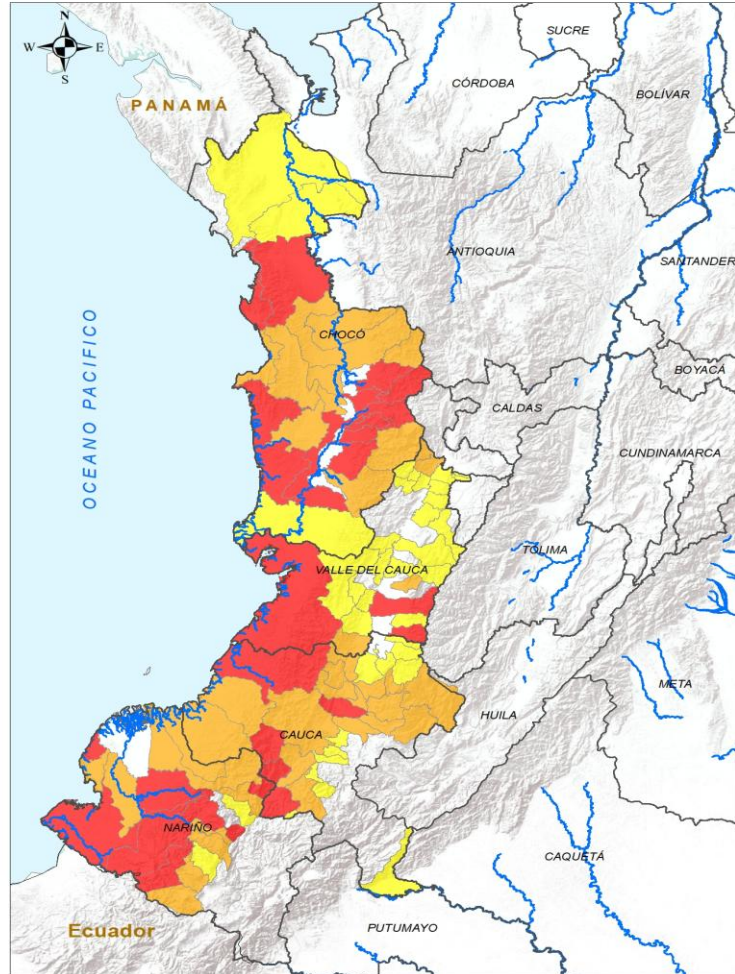 N
W E
S
SUCRE
CÓRDOBA
BOLÍVAR
PANAMÁ
ANTIOQUIA
SANTANDER
OCEANO PACIFICO
CHOCÓ
BOYACÁ
CALDAS
CUNDINAMARCA
TOLIMA
VALLE DEL CAUCA
META
HUILA
CAUCA
NARIÑO
CAQUETÁ
PUTUMAYO
Ecuador